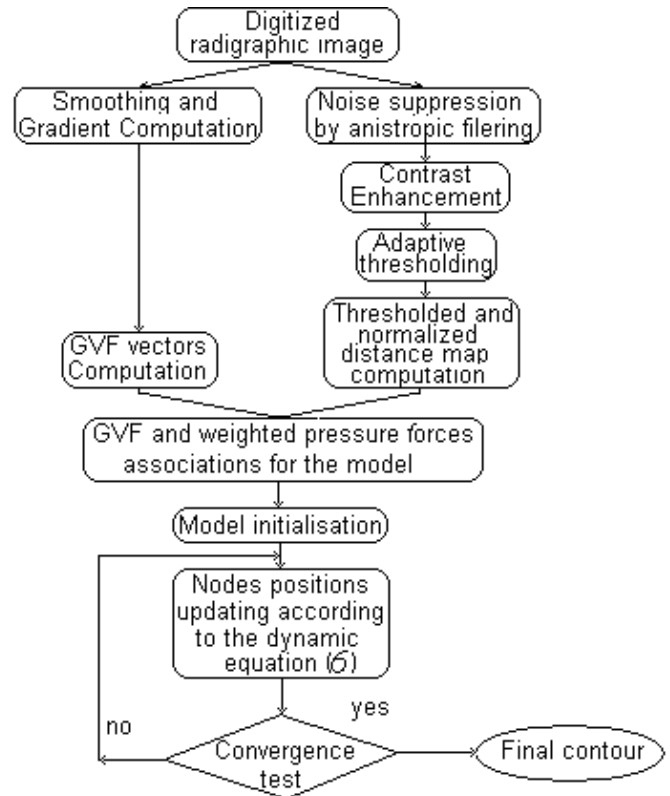 Digitized
radigraphic image
Smoothing and
Gradient Computation
Noise suppression
by anistropic filering
Contrast
Enhancement
Adaptive
thresholding
GVF vectors
Computation
Thresholded and
normalized
distance map
computation
GVF and weighted pressure forces
associations for the model
Model initialisation
Nodes positions
updating according
to the dynamic
equation (6)
no
yes
Convergence
test
Final contour